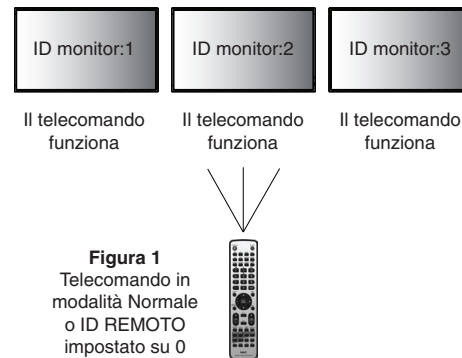 ID monitor:1
ID monitor:2
ID monitor:3
Il telecomando
funziona
Il telecomando
funziona
Il telecomando
funziona
Figura 1
Telecomando in
modalità Normale
o ID REMOTO
impostato su 0